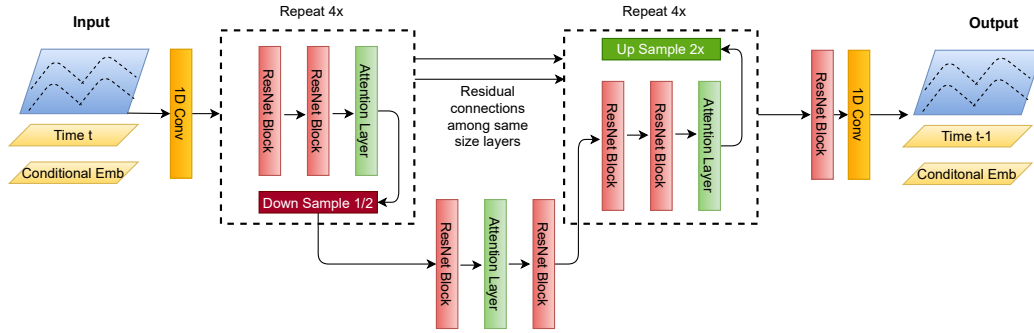 Input
Time t
Conditional Emb
1D Conv
Repeat 4x
ResNet Block
ResNet Block
Attention Layer
Down Sample 1/2
Residual
connections
among same
size layers
ResNet Block
Attention Layer
ResNet Block
Repeat 4x
Up Sample 2x
ResNet Block
ResNet Block
Attention Layer
ResNet Block
1D Conv
Output
Time t-1
Conditional Emb